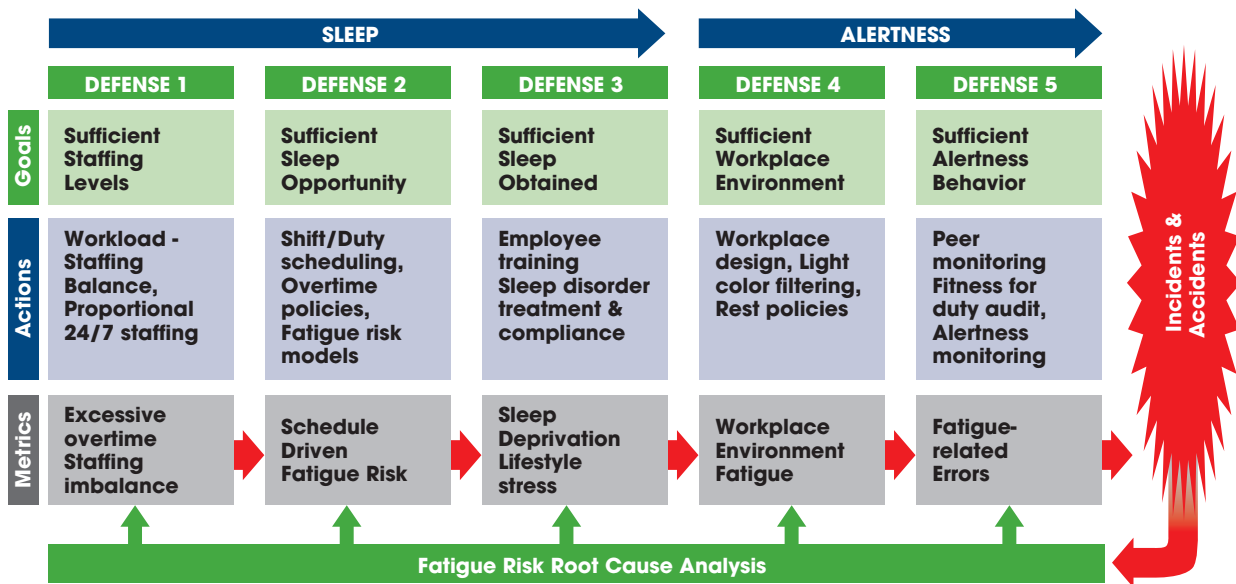 SLEEP
ALERTNESS
DEFENSE 1
DEFENSE 2
DEFENSE 3
DEFENSE 4
DEFENSE 5
Goals
Sufficient
Staffing
Levels
Sufficient
Sleep
Opportunity
Sufficient
Sleep
Obtained
Sufficient
Workplace
Environment
Sufficient
Alertness
Behavior
Actions
Workload -
Staffing
Balance,
Proportional
24/7 staffing
Shift/Duty
scheduling,
Overtime
policies,
Fatigue risk
models
Employee
training
Sleep disorder
treatment &
compliance
Workplace
design, Light
color filtering,
Rest policies
Peer
monitoring
Fitness for
duty audit,
Alertness
monitoring
Metrics
Excessive
overtime
Staffing
imbalance
Schedule
Driven
Fatigue Risk
Sleep
Deprivation
Lifestyle
stress
Workplace
Environment
Fatigue
Fatigue-
related
Errors
Incidents &
Accidents
Fatigue Risk Root Cause Analysis